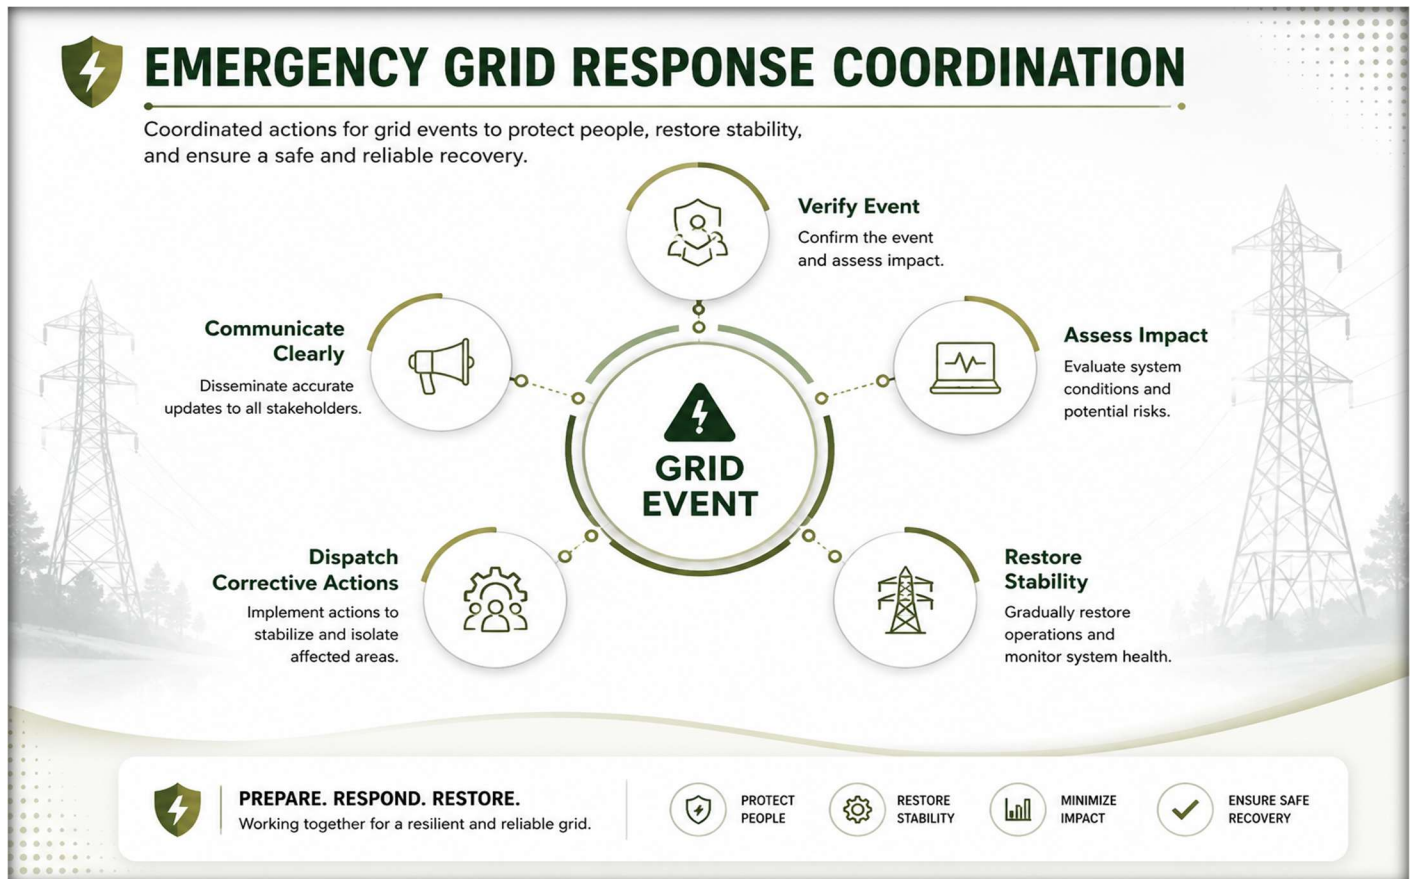 EMERGENCY GRID RESPONSE COORDINATION
Coordinated actions for grid events to protect people, restore stability,
and ensure a safe and reliable recovery.
Verify Event
Confirm the event
and assess impact.
Communicate
Clearly
Disseminate accurate
updates to all stakeholders.
Assess Impact
Evaluate system
conditions and
potential risks.
GRID
EVENT
Dispatch
Corrective Actions
Implement actions to
stabilize and isolate
affected areas.
Restore
Stability
Gradually restore
operations and
monitor system health.
PREPARE. RESPOND. RESTORE.
Working together for a resilient and reliable grid.
PROTECT
PEOPLE
RESTORE
STABILITY
MINIMIZE
IMPACT
ENSURE SAFE
RECOVERY